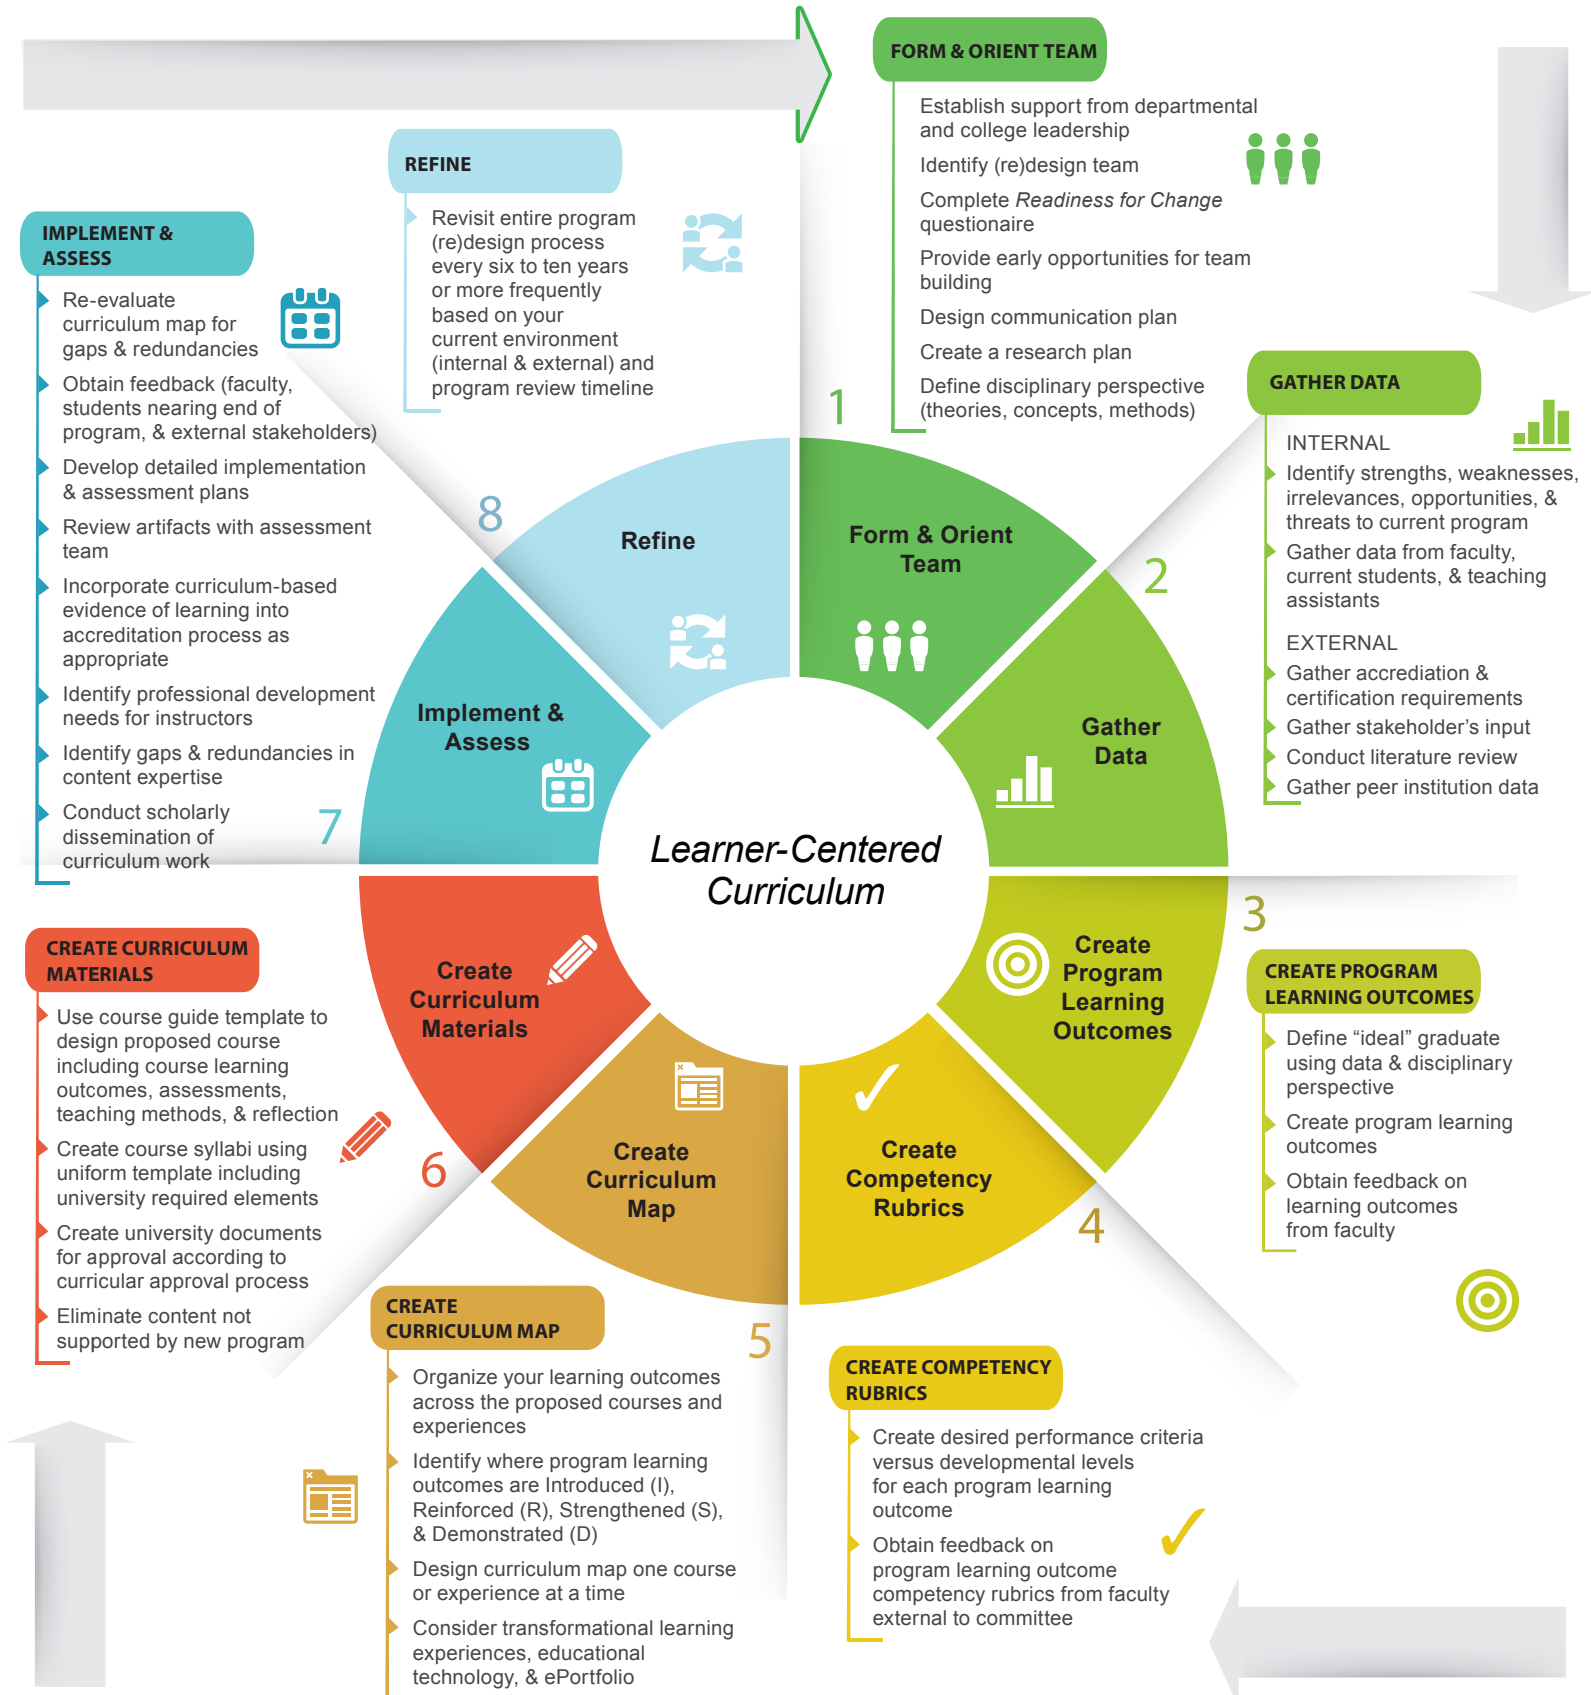 FORM & ORIENT TEAM
Establish support from departmental
and college leadership
Identify (re)design team
Complete Readiness for Change
questionaire
Provide early opportunities for team
building
Design communication plan
Create a research plan
Define disciplinary perspective
(theories, concepts, methods)
1
GATHER DATA
INTERNAL
Identify strengths, weaknesses,
irrelevances, opportunities, &
threats to current program
Gather data from faculty,
current students, & teaching
assistants
EXTERNAL
Gather accrediation &
certification requirements
Gather stakeholder's input
Conduct literature review
Gather peer institution data
2
CREATE PROGRAM
LEARNING OUTCOMES
Define “ideal” graduate
using data & disciplinary
perspective
Create program learning
outcomes
Obtain feedback on
learning outcomes
from faculty
3
CREATE COMPETENCY
RUBRICS
Create desired performance criteria
versus developmental levels
for each program learning
outcome
Obtain feedback on
program learning outcome
competency rubrics from faculty
external to committee
4
CREATE
CURRICULUM MAP
Organize your learning outcomes
across the proposed courses and
experiences
Identify where program learning
outcomes are Introduced (I),
Reinforced (R), Strengthened (S),
& Demonstrated (D)
Design curriculum map one course
or experience at a time
Consider transformational learning
experiences, educational
technology, & ePortfolio
5
CREATE CURRICULUM
MATERIALS
Use course guide template to
design proposed course
including course learning
outcomes, assessments,
teaching methods, & reflection
Create course syllabi using
uniform template including
university required elements
Create university documents
for approval according to
curricular approval process
Eliminate content not
supported by new program
6
IMPLEMENT &
ASSESS
Re-evaluate
curriculum map for
gaps & redundancies
Obtain feedback (faculty,
students nearing end of
program, & external stakeholders)
Develop detailed implementation
& assessment plans
Review artifacts with assessment
team
Incorporate curriculum-based
evidence of learning into
accreditation process as
appropriate
Identify professional development
needs for instructors
Identify gaps & redundancies in
content expertise
Conduct scholarly
dissemination of
curriculum work
7
REFINE
Revisit entire program
(re)design process
every six to ten years
or more frequently
based on your
current environment
(internal & external) and
program review timeline
8
Form & Orient
Team
Gather
Data
Create
Program
Learning
Outcomes
Create
Competency
Rubrics
Create
Curriculum
Map
Create
Curriculum
Materials
Implement &
Assess
Refine
Learner-Centered
Curriculum